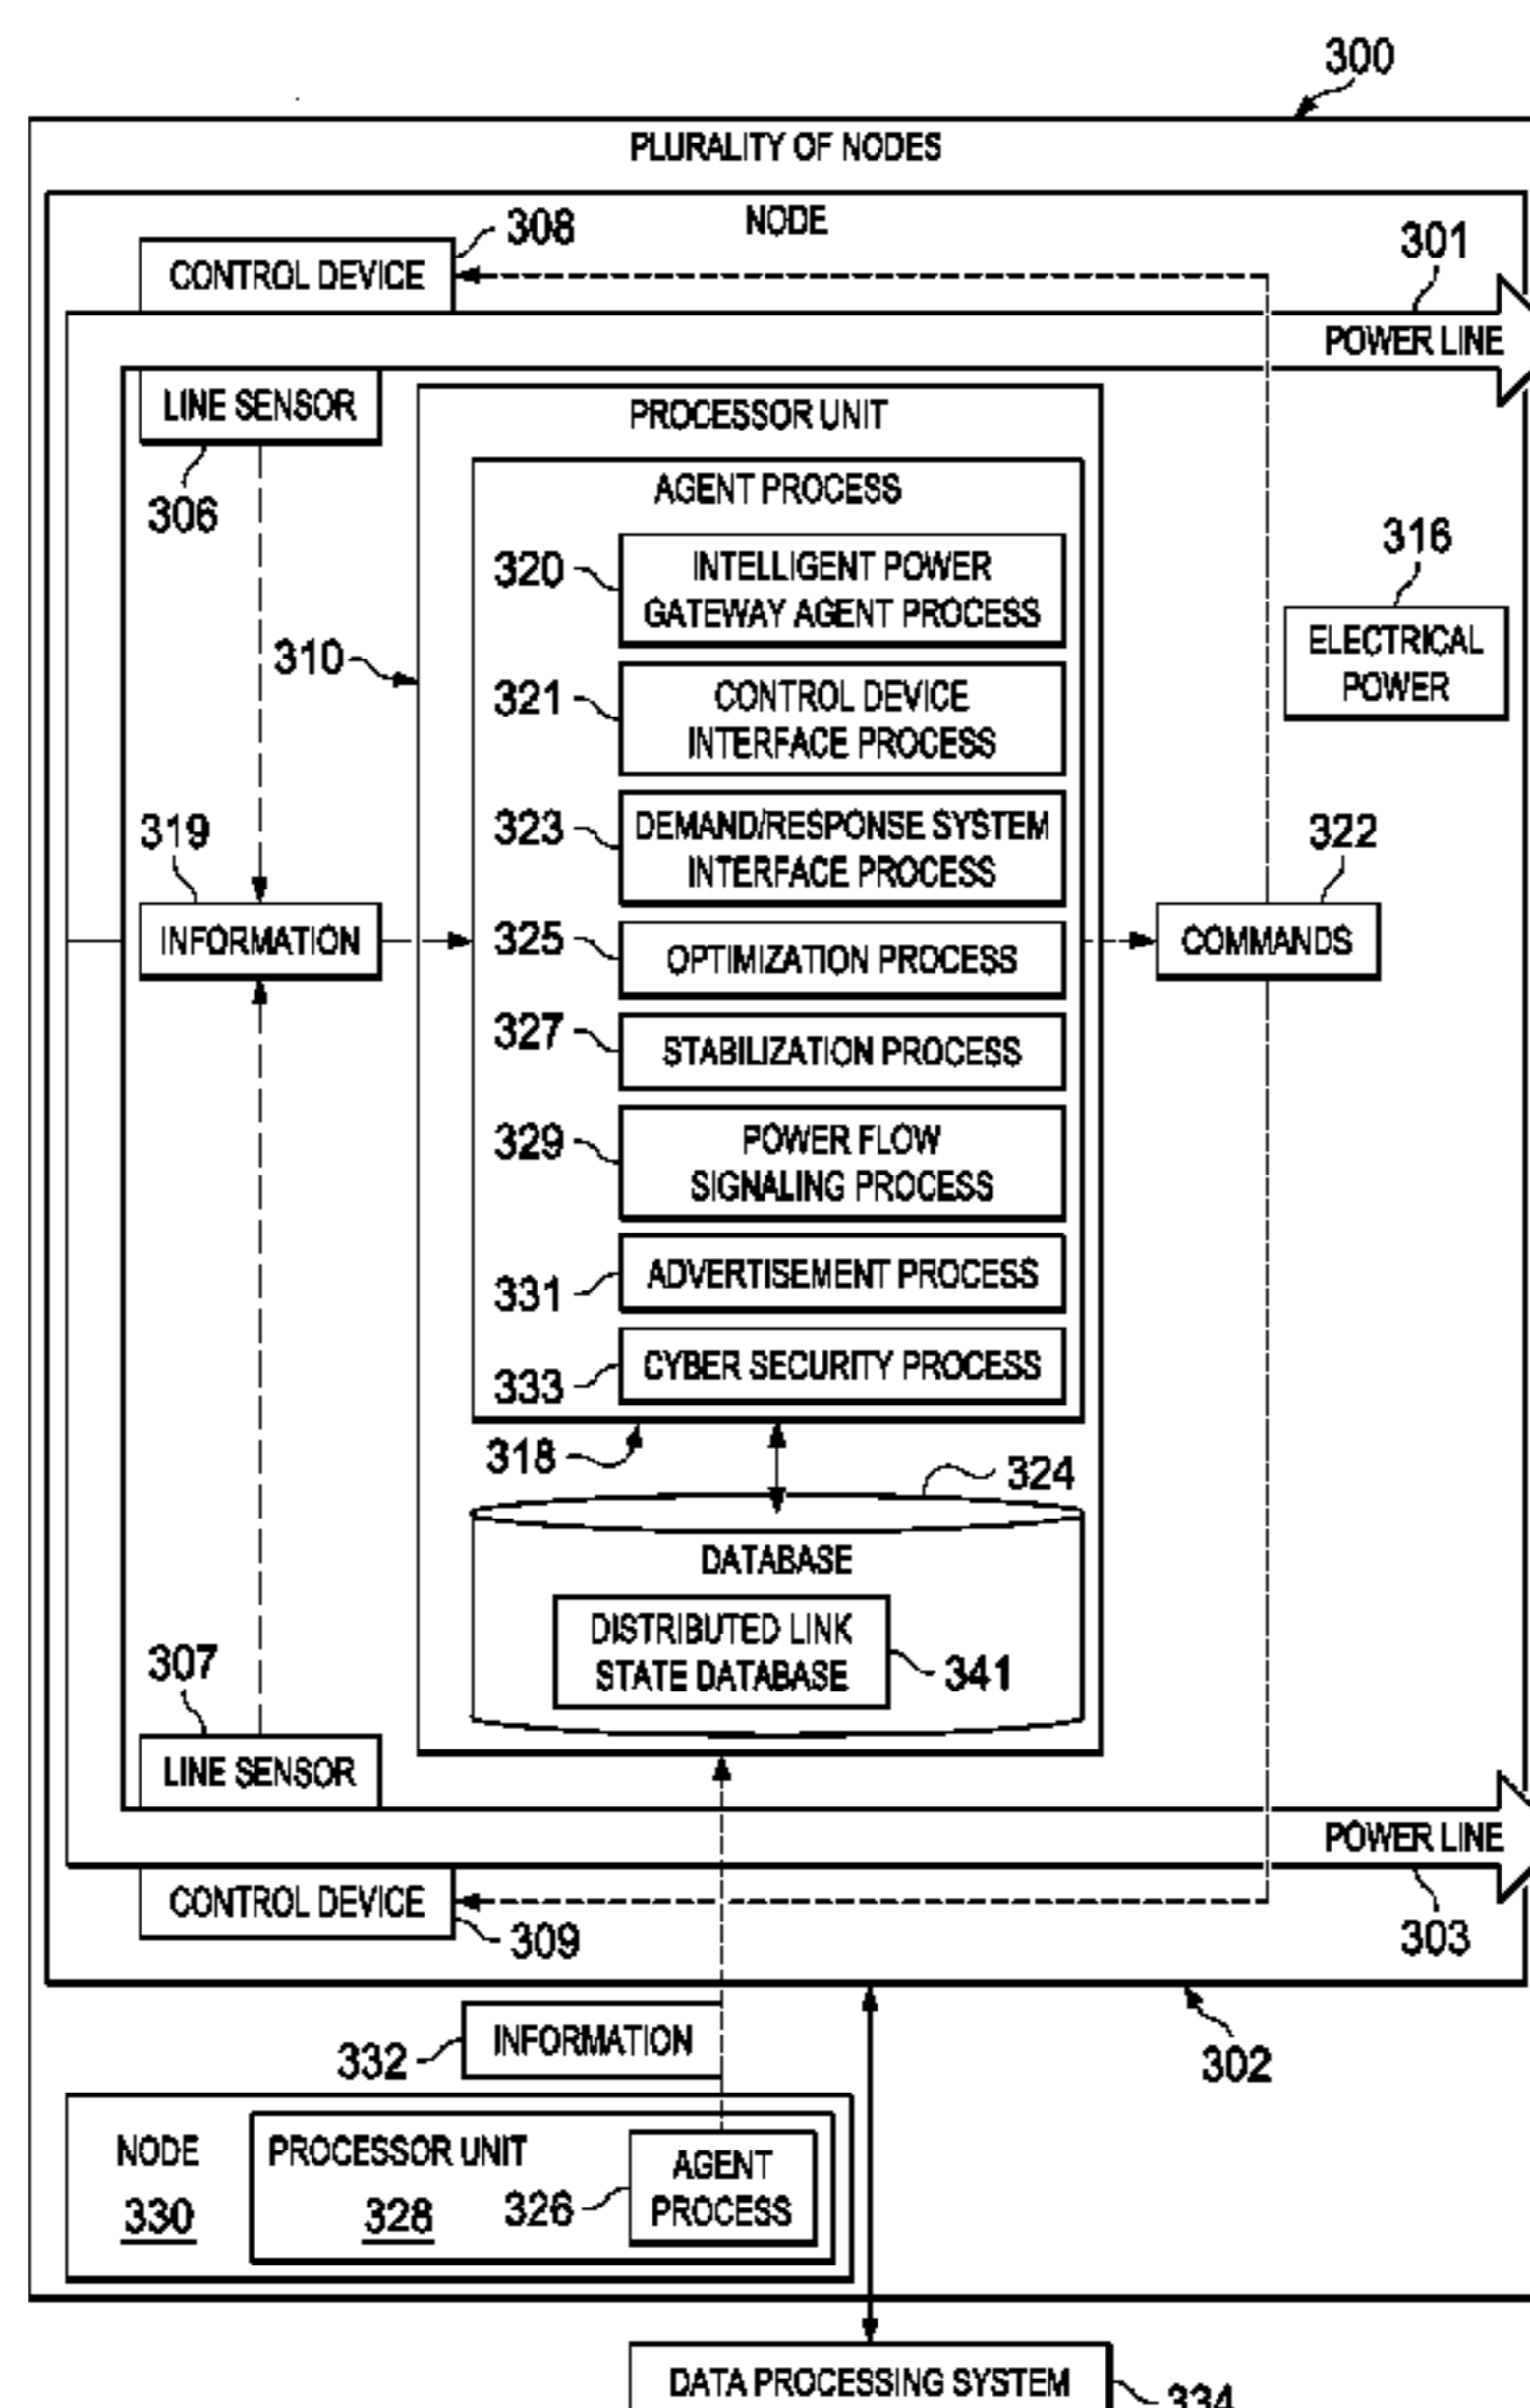 300
PLURALITY OF NODES
NODE
308
CONTROL DEVICE
301
POWER LINE
LINE SENSOR
306
PROCESSOR UNIT
AGENT PROCESS
320
INTELLIGENT POWER
GATEWAY AGENT PROCESS
316
ELECTRICAL
POWER
310
321
CONTROL DEVICE
INTERFACE PROCESS
319
323
DEMAND/RESPONSE SYSTEM
INTERFACE PROCESS
322
INFORMATION
325
OPTIMIZATION PROCESS
COMMANDS
327
STABILIZATION PROCESS
329
POWER FLOW
SIGNALING PROCESS
331
ADVERTISEMENT PROCESS
333
CYBER SECURITY PROCESS
318
324
DATABASE
DISTRIBUTED LINK
STATE DATABASE
341
307
LINE SENSOR
POWER LINE
CONTROL DEVICE
309
303
INFORMATION
332
302
NODE
330
PROCESSOR UNIT
328
326
AGENT
PROCESS
DATA PROCESSING SYSTEM
334